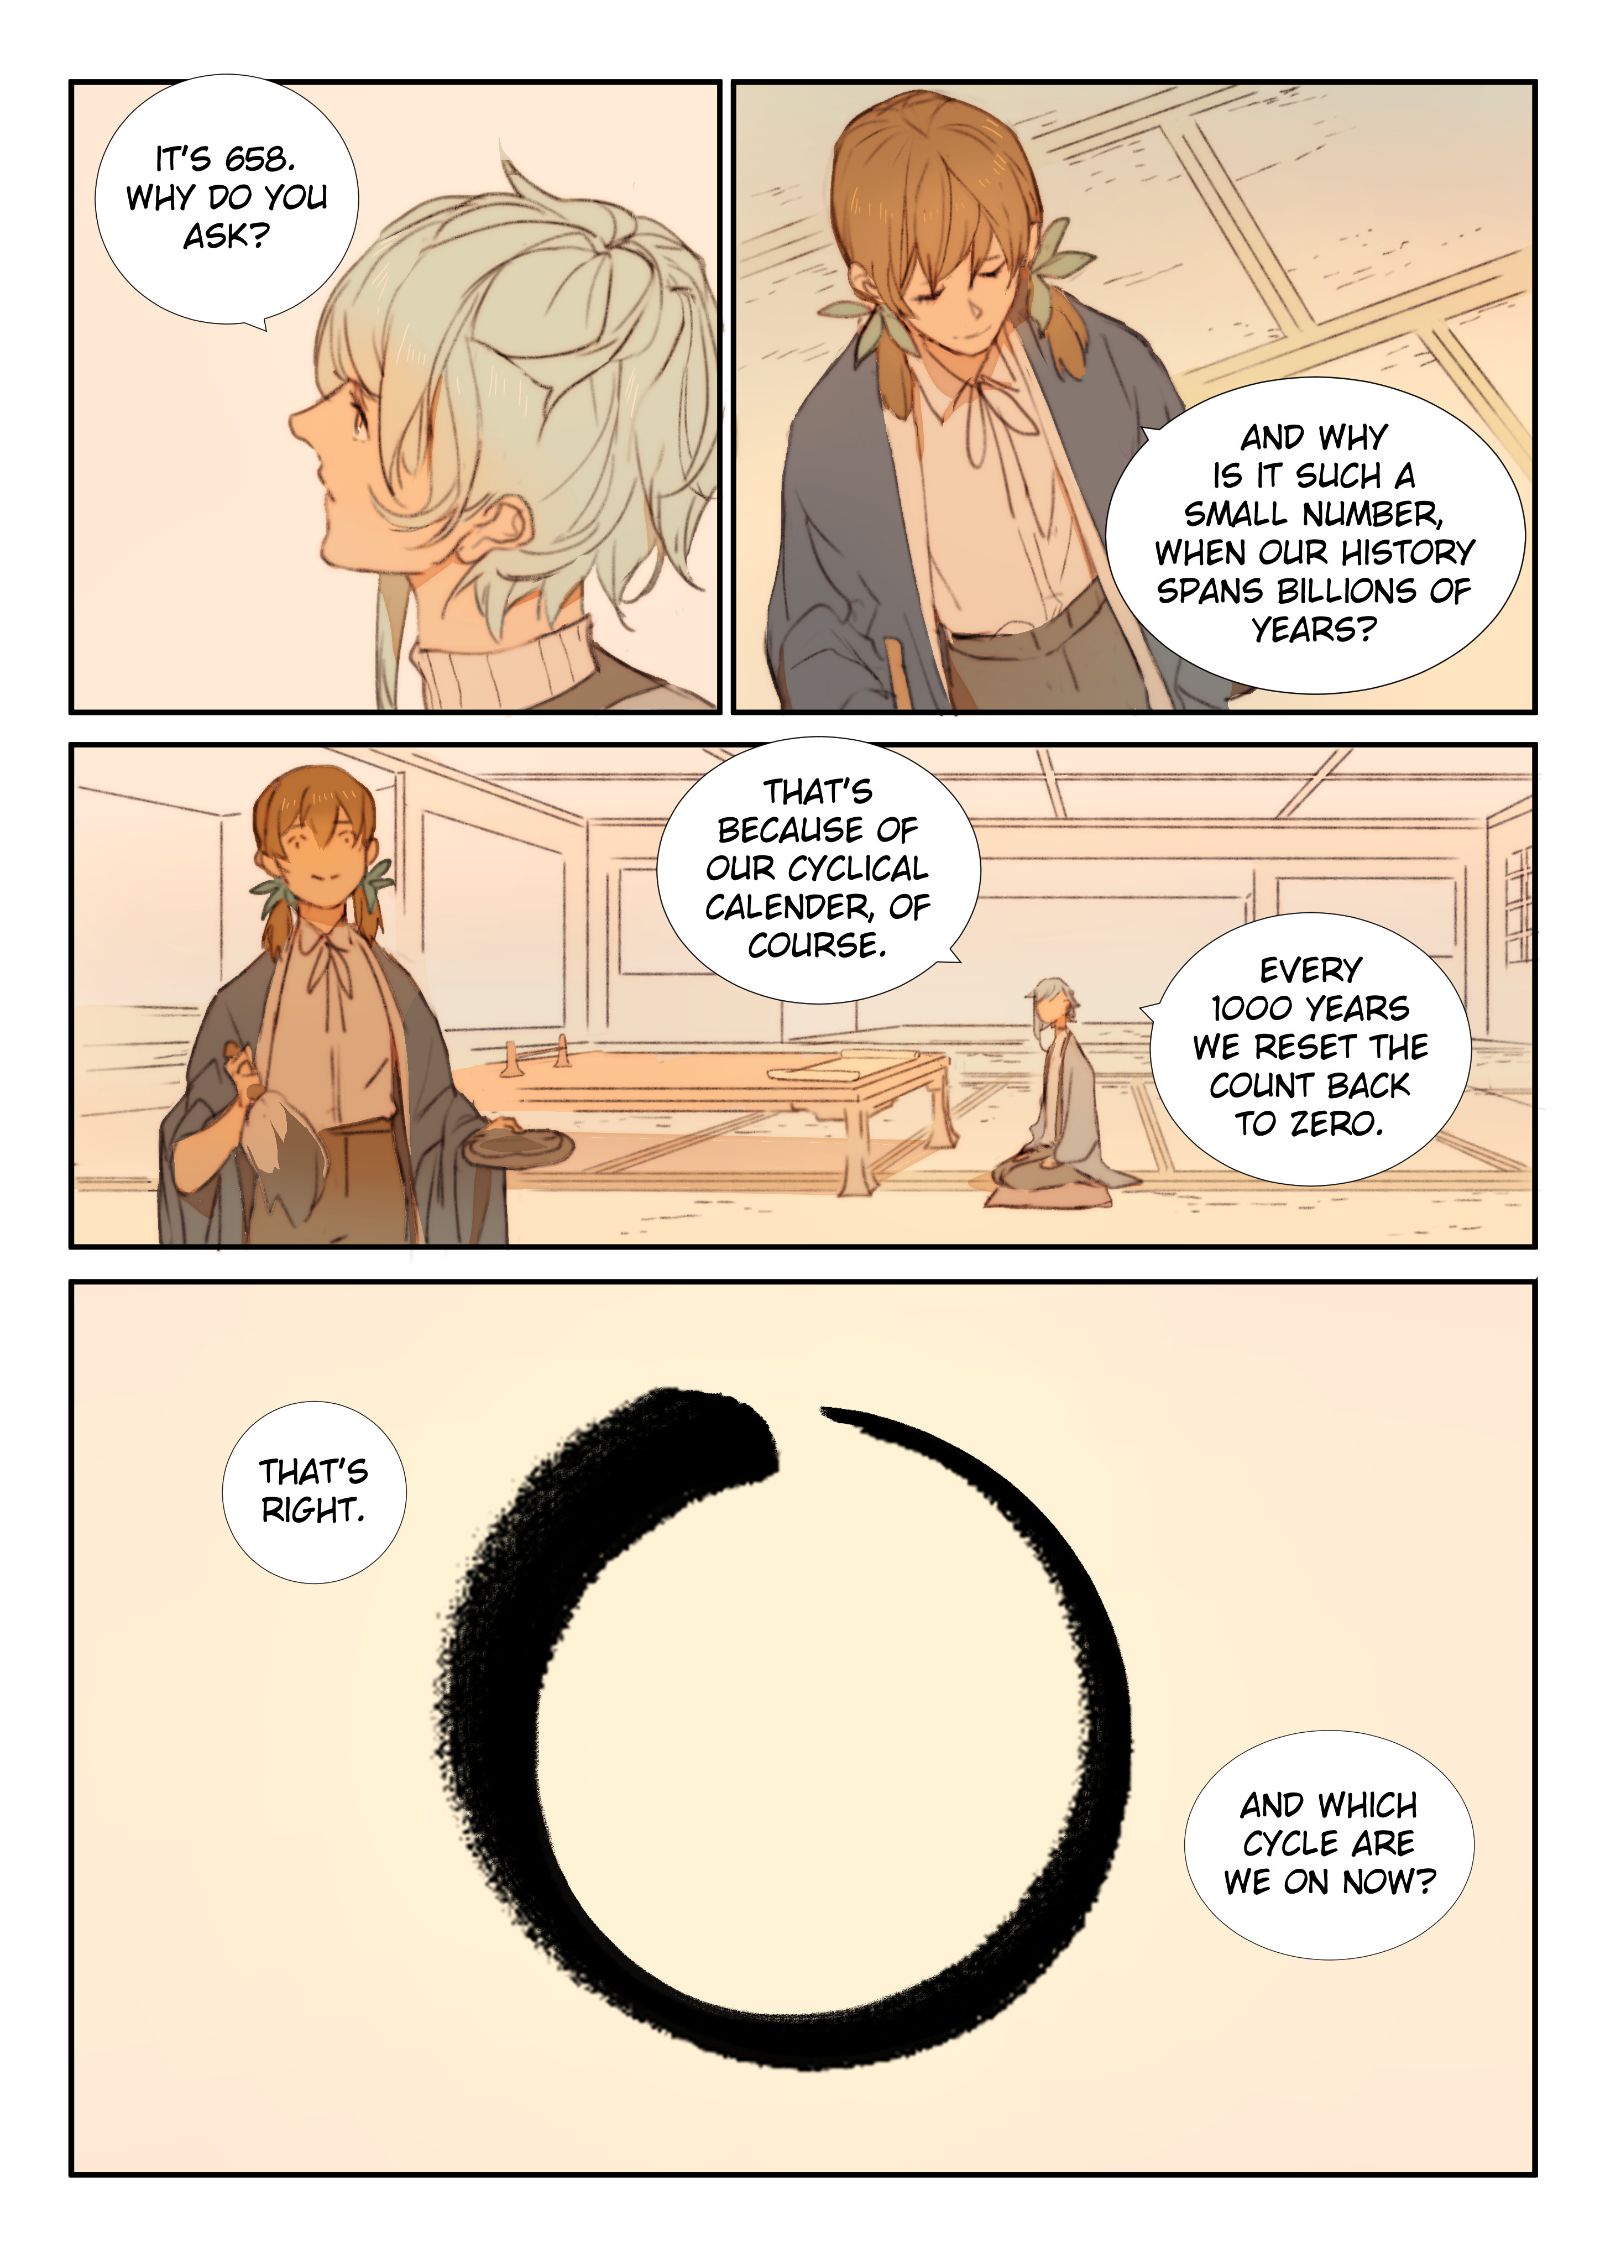 IT'S 658.
WHY DO YOU
ASK?
AND WHY
IS IT SUCH A
SMALL NUMBER,
WHEN OUR HISTORY
SPANS BILLIONS OF
YEARS?
THAT'S
BECAUSE OF
OUR CYCLICAL
CALENDER, OF
COURSE.
EVERY
1000 YEARS
WE RESET THE
COUNT BACK
TO ZERO.
THAT'S
RIGHT.
AND WHICH
CYCLE ARE
WE ON NOW?